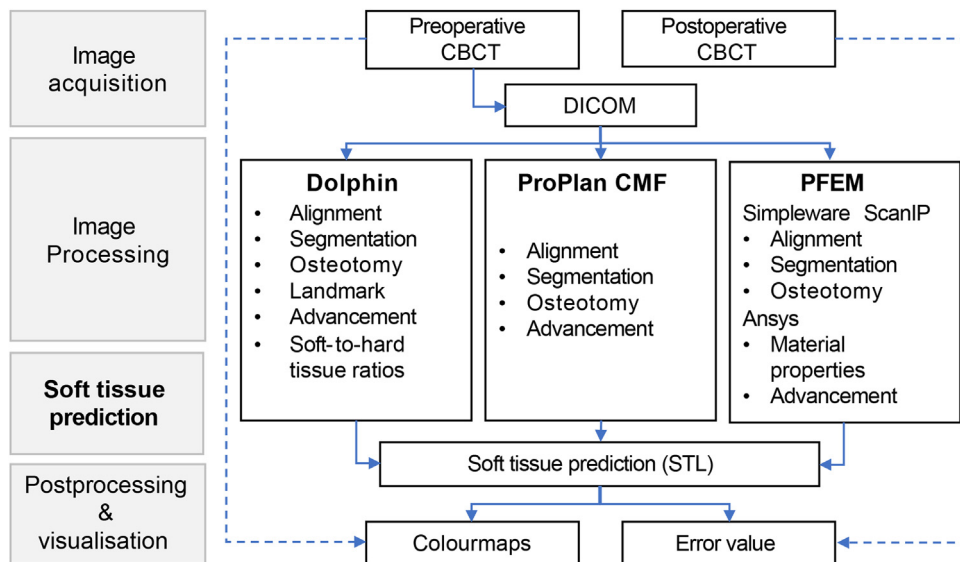 Image
acquisition
Preoperative
CBCT
Postoperative
CBCT
DICOM
Image
Processing
Dolphin
• Alignment
• Segmentation
• Osteotomy
• Landmark
• Advancement
• Soft-to-hard
tissue ratios
ProPlan CMF
• Alignment
• Segmentation
• Osteotomy
• Advancement
PFEM
Simpleware ScanIP
• Alignment
• Segmentation
• Osteotomy
Ansys
• Material
properties
• Advancement
Soft tissue
prediction
Soft tissue prediction (STL)
Postprocessing
&
visualisation
Colourmaps
Error value